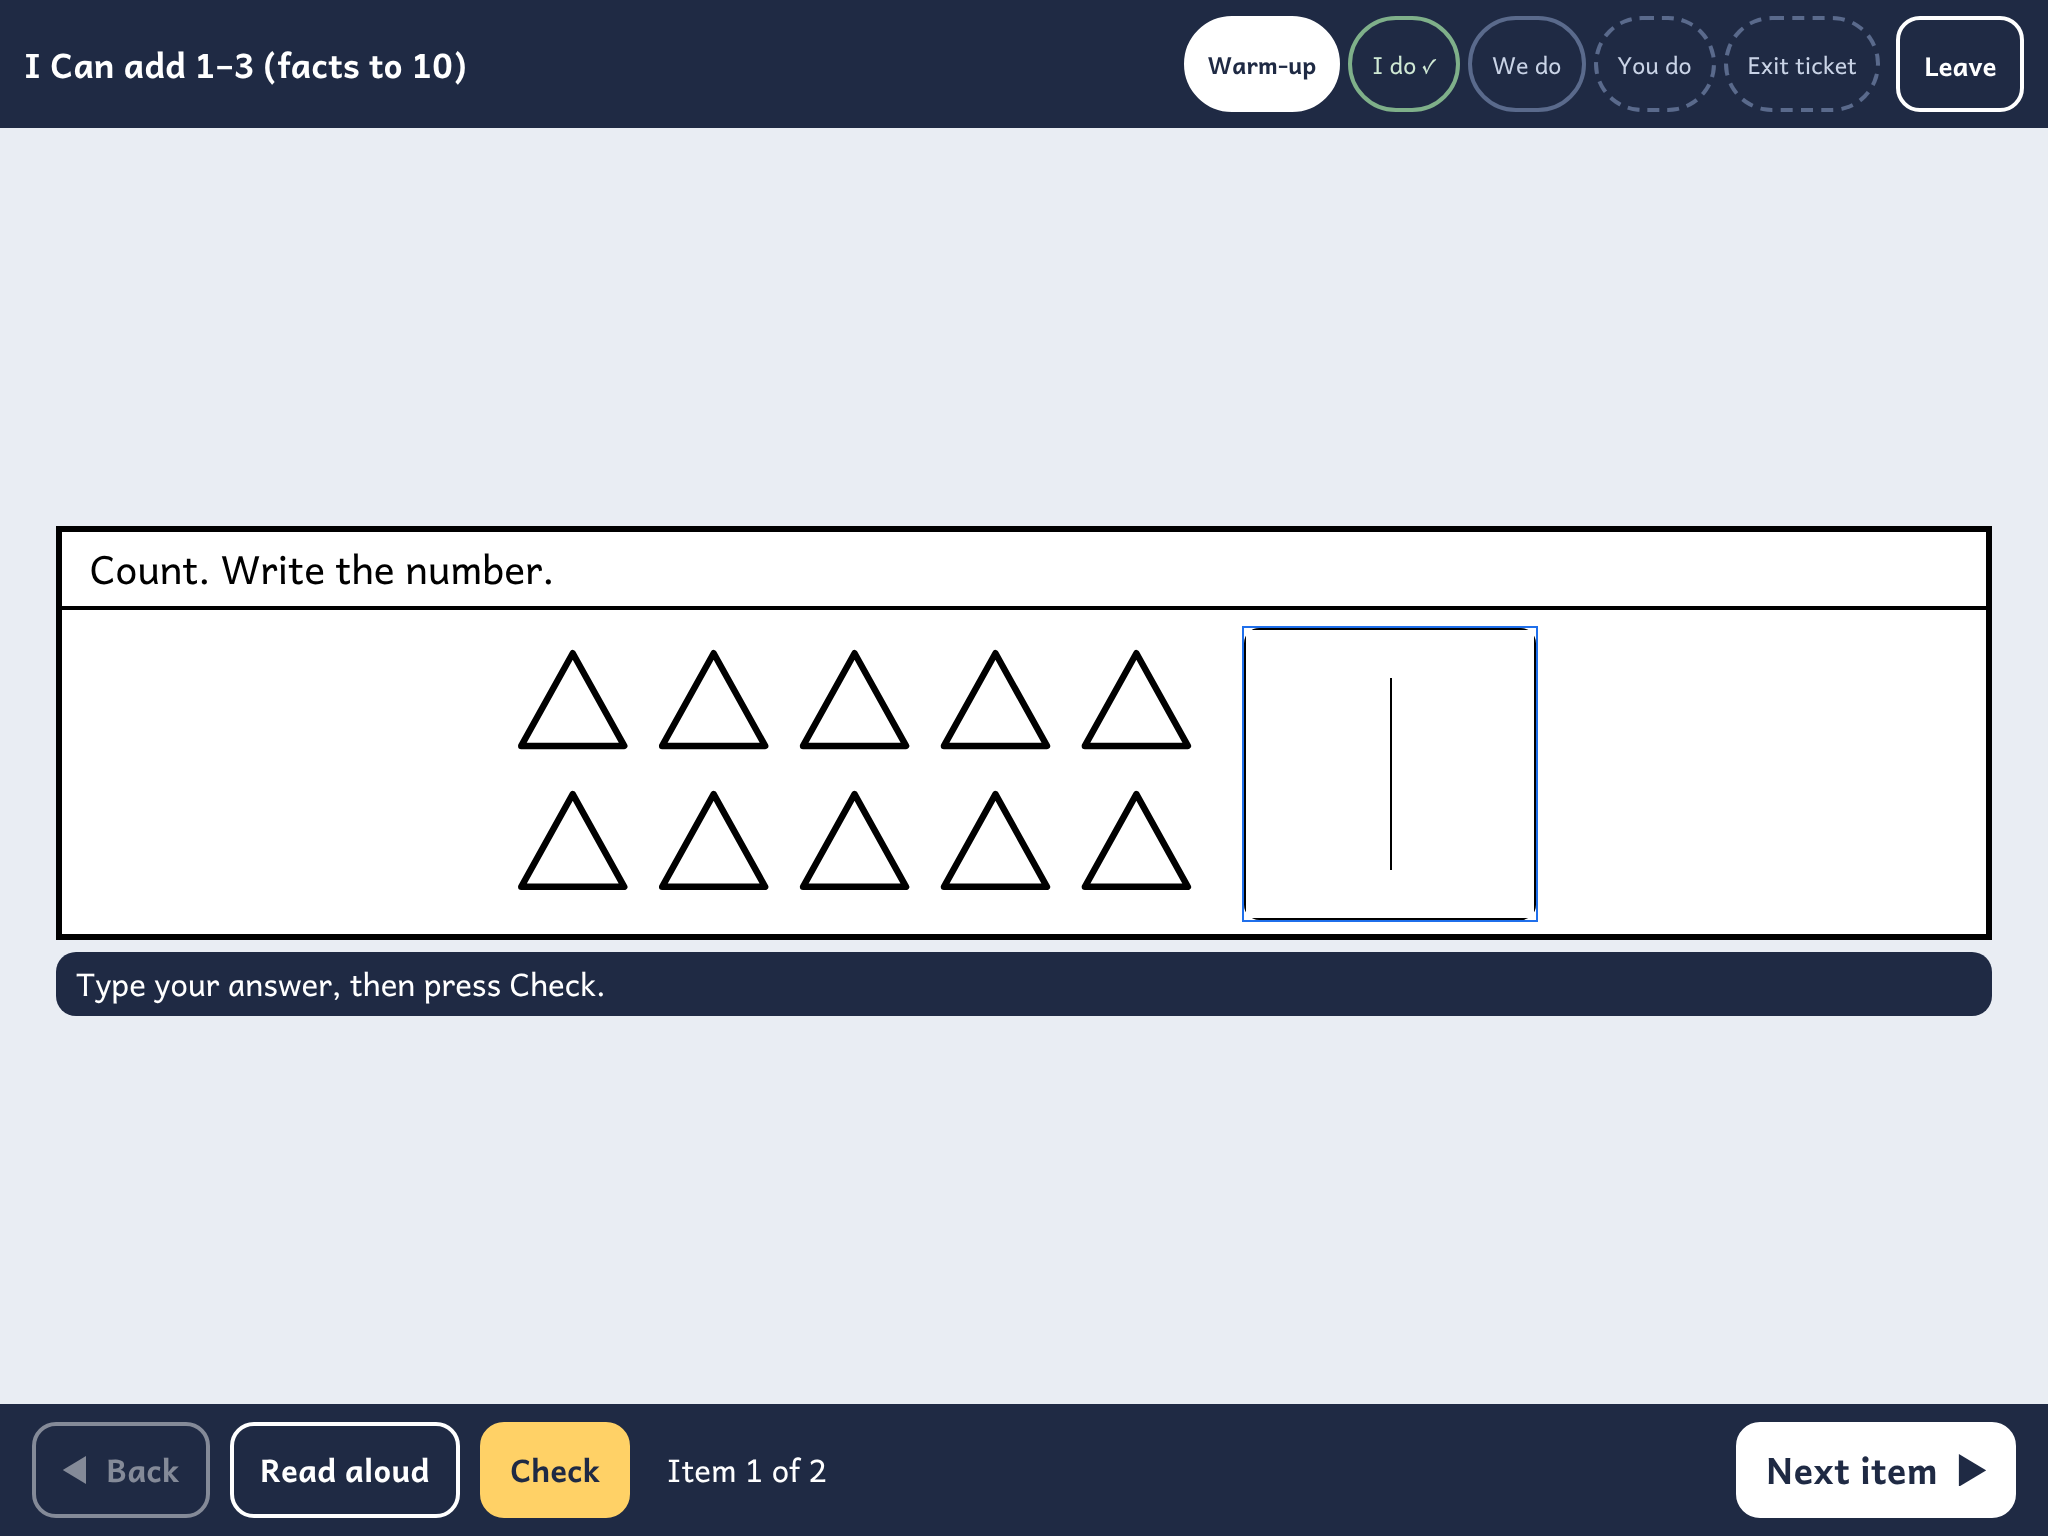 I Can add 1–3 (facts to 10)
Warm-up
I do ✓
We do
You do
Exit ticket
Leave
Count. Write the number.
Type your answer, then press Check.
Back
Read aloud
Check
Item 1 of 2
Next item